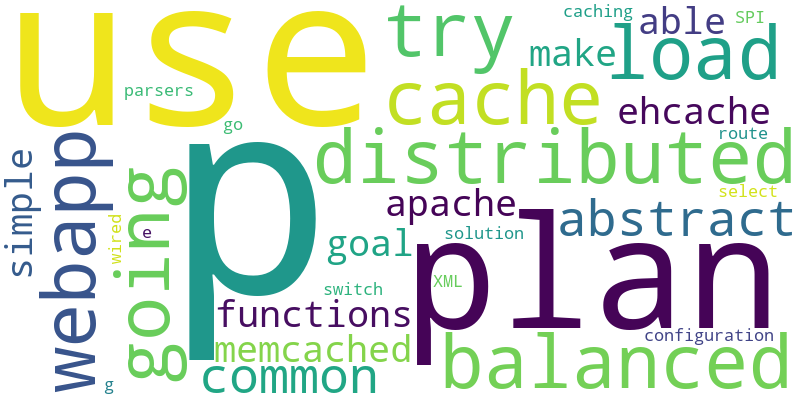 use
try
caching
able
SPI
make
load
parsers
cache
ehcache
go
p
distributed
route
webapp
simple
going
e
wired
apache
select
abstract
goal
solution
plan
switch
XML
functions
configuration
memcached
balanced
common
g